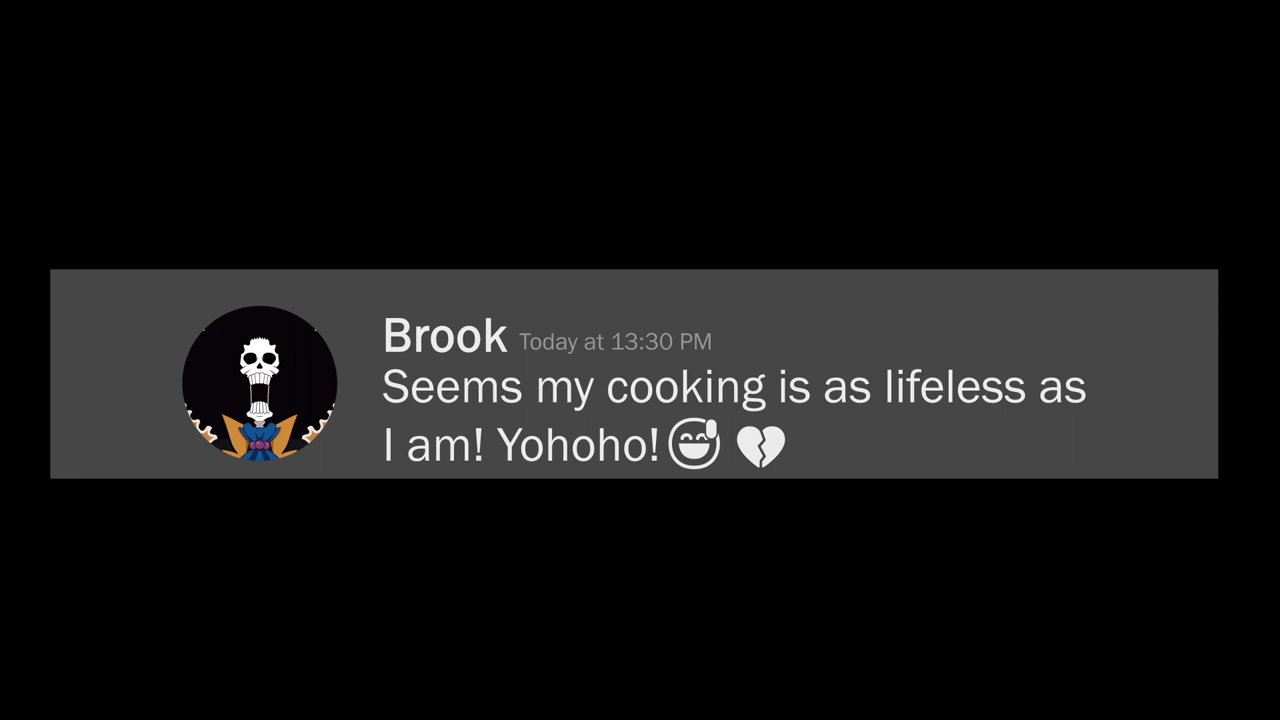 Brook Today at 13:30 PM
Seems my cooking is as lifeless as
I am! Yohoho!😅 💔